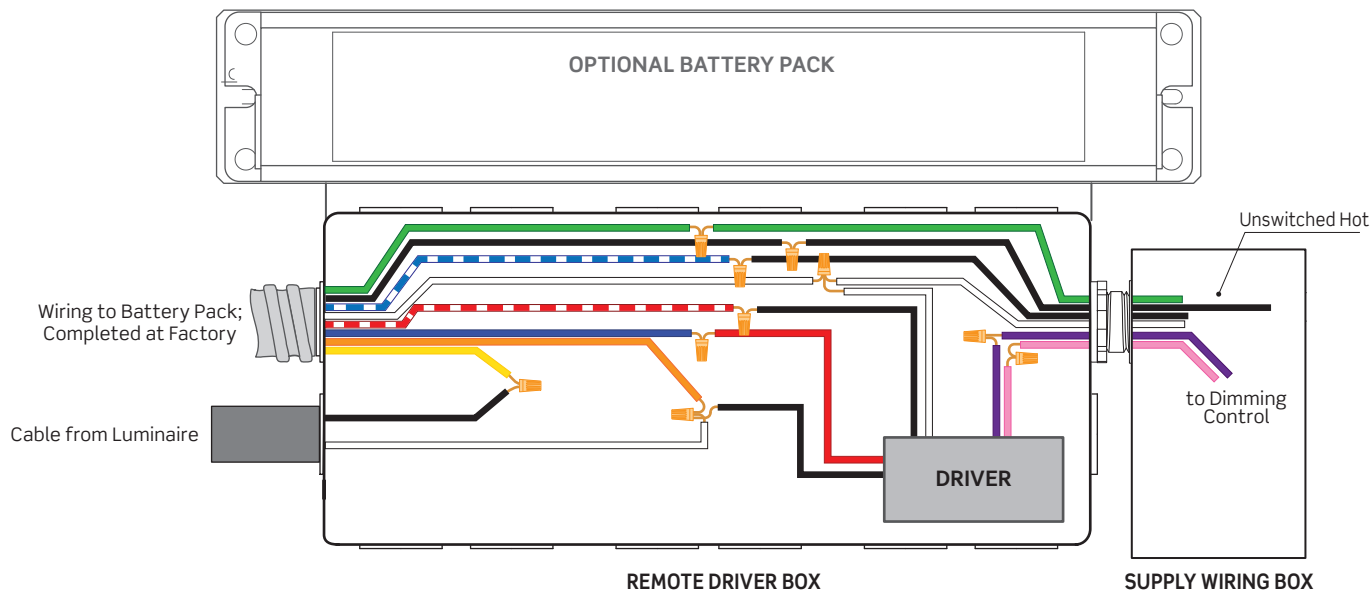 OPTIONAL BATTERY PACK
Unswitched Hot
Wiring to Battery Pack;
Completed at Factory
to Dimming
Control
Cable from Luminaire
DRIVER
REMOTE DRIVER BOX
SUPPLY WIRING BOX